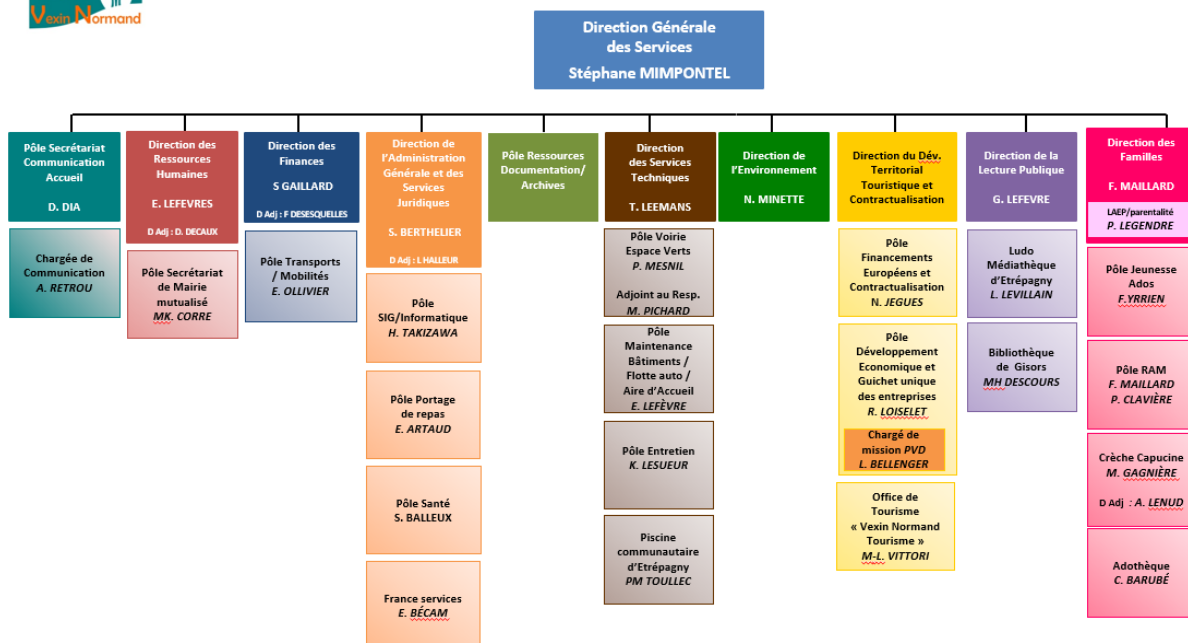 Vexin Normand
Direction Générale
des Services
Stéphane MIMPONTEL
Pôle Secrétariat
Communication
Accueil
D. DIA
Chargée de
Communication
A. RETROU
Direction des
Ressources
Humaines
E. LEFEVRES
D Adj : D. DECAUX
Pôle Secrétariat
de Mairie
mutualisé
MK. CORRE
Direction des
Finances
S GAILLARD
D Adj : F DESESQUELLES
Pôle Transports
/ Mobilités
E. OLLIVIER
Direction de
l'Administration
Générale et des
Services
Juridiques
S. BERTHELIER
D Adj : L HALLEUR
Pôle
SIG/Informatique
H. TAKIZAWA
Pôle Portage
de repas
E. ARTAUD
Pôle Santé
S. BALLEUX
France services
E. BÉCAM
Pôle Ressources
Documentation/
Archives
Direction
des Services
Techniques
T. LEEMANS
Pôle Voirie
Espace Verts
P. MESNIL
Adjoint au Resp.
M. PICHARD
Pôle
Maintenance
Bâtiments /
Flotte auto /
Aire d'Accueil
E. LEFÈVRE
Pôle Entretien
K. LESUEUR
Piscine
communautaire
d'Etrépagny
PM TOULLEC
Direction de
l'Environnement
N. MINETTE
Direction du Dév.
Territorial
Touristique et
Contractualisation
Pôle
Financements
Européens et
Contractualisation
N. JEGUES
Pôle
Développement
Economique et
Guichet unique
des entreprises
R. LOISELET
Chargé de
mission PVD
L. BELLENGER
Office de
Tourisme
« Vexin Normand
Tourisme »
M-L. VITTORI
Direction de la
Lecture Publique
G. LEFEVRE
Ludo
Médiathèque
d'Etrépagny
L. LEVILLAIN
Bibliothèque
de Gisors
MH DESCOURS
Direction des
Familles
F. MAILLARD
LAEP/parentalité
P. LEGENDRE
Pôle Jeunesse
Ados
F.YRRIEN
Pôle RAM
F. MAILLARD
P. CLAVIÈRE
Crèche Capucine
M. GAGNIÈRE
D Adj : A. LENUD
Adothèque
C. BARUBÉ